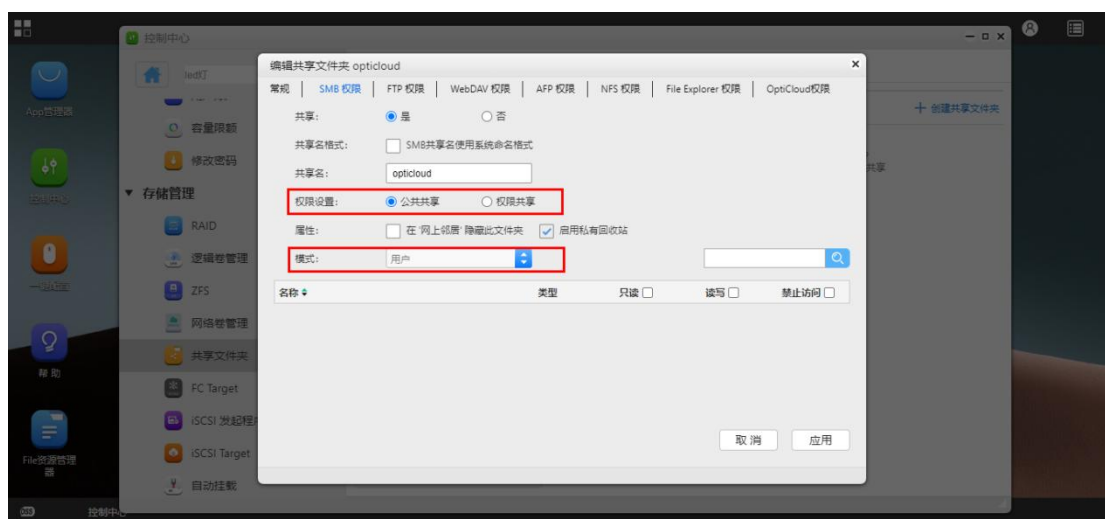 控制中心
led灯
容量限额
修改密码
存储管理
RAID
逻辑卷管理
ZFS
网络卷管理
共享文件夹
FC Target
iSCSI 发起程
iSCSI Target
自动挂载
创建共享文件夹
共享
App管理器
控制中心
帮 助
File资源管理
器
控制中心
编辑共享文件夹 opticloud
常规 SMB 权限 FTP 权限 WebDAV 权限 AFP 权限 NFS 权限 File Explorer 权限 OptiCloud权限
共享: 是 否
共享名格式: SMB共享名使用系统命名格式
共享名: opticloud
权限设置: 公共共享 权限共享
属性: 在 '网上邻居' 隐藏此文件夹 启用私有回收站
模式: 用户
名称 类型 只读 读写 禁止访问
取 消 应用